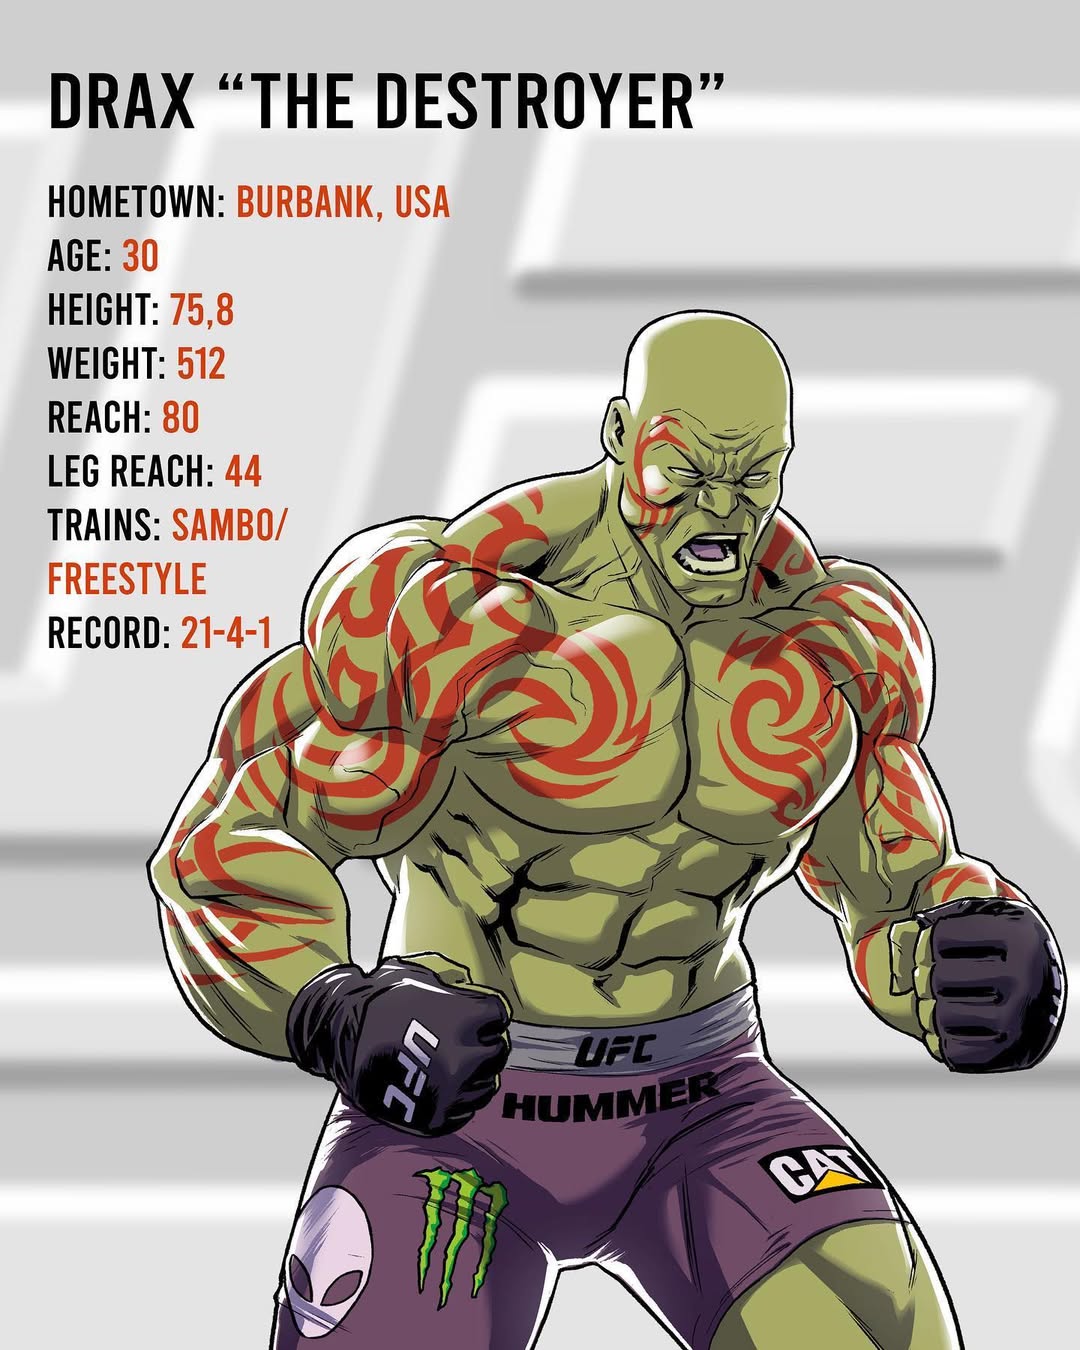 DRAX “THE DESTROYER”
HOMETOWN: BURBANK, USA
AGE: 30
HEIGHT: 75,8
WEIGHT: 512
REACH: 80
LEG REACH: 44
TRAINS: SAMBO/
FREESTYLE
RECORD: 21-4-1
UFC
UFC
HUMMER
CAT